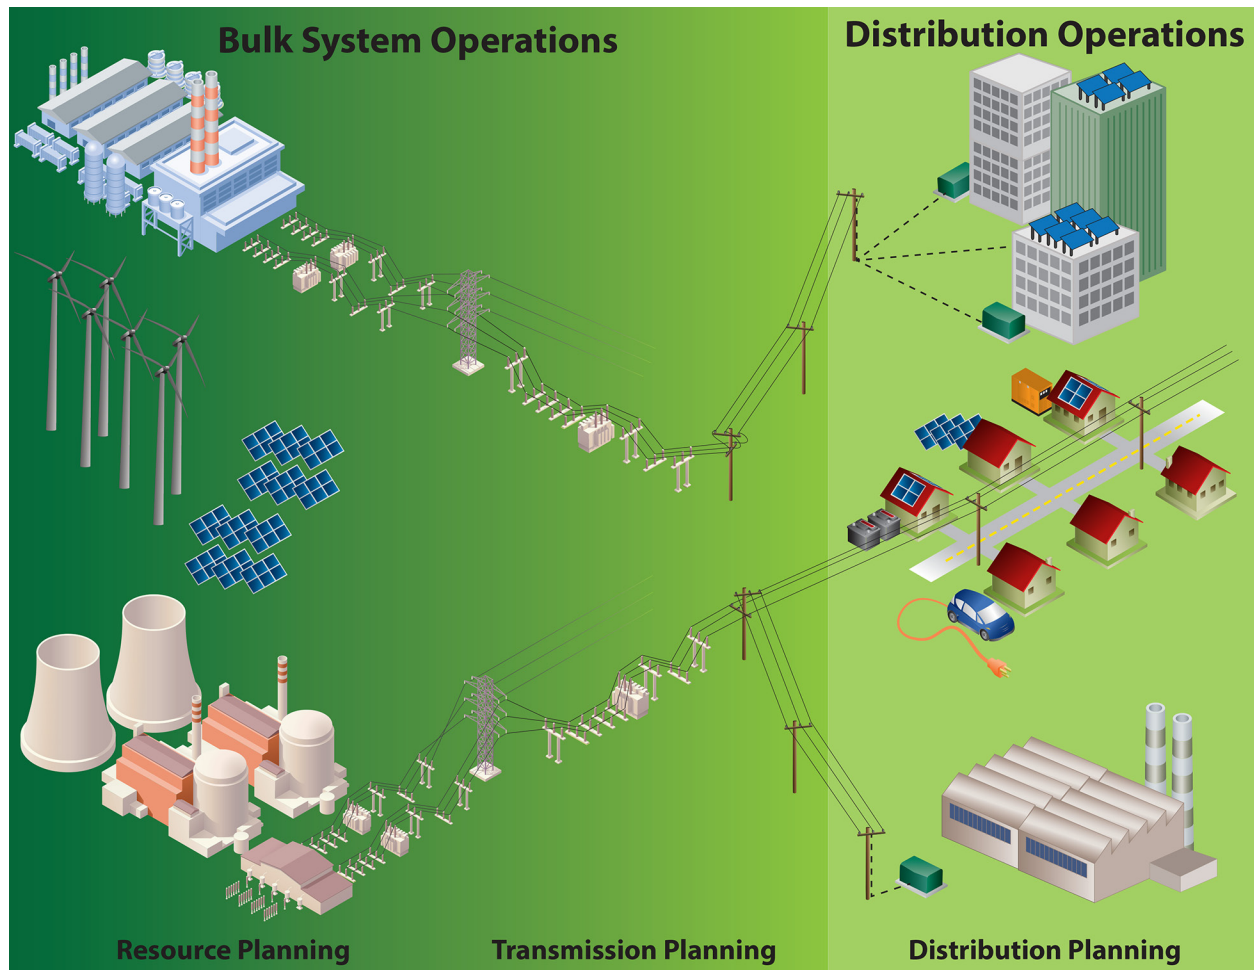 Bulk System Operations
Distribution Operations
Resource Planning
Transmission Planning
Distribution Planning